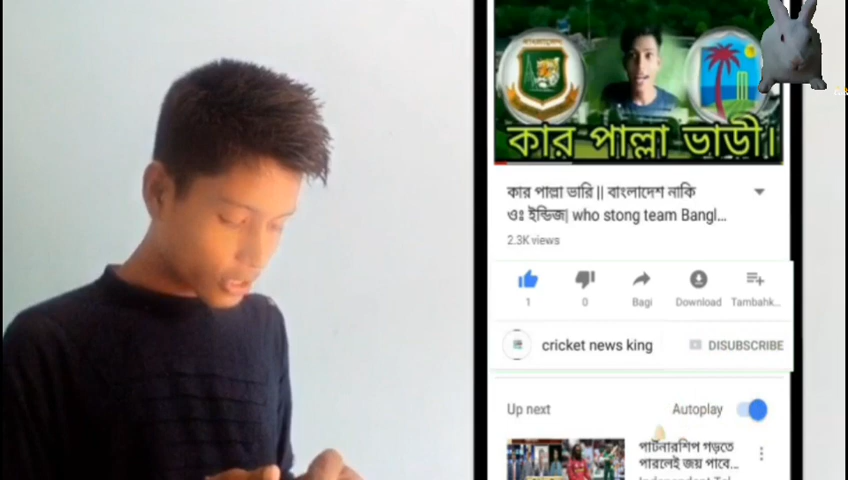 কার পাল্লা ভাডী।
কার পাল্লা ভারি || বাংলাদেশ নাকি
ওঃ ইন্ডিজ| who stong team Bangl...
2.3K views
1
0
Bagi
Download
Tambahk...
cricket news king
DISUBSCRIBE
Up next
Autoplay
পার্টনারশিপ গড়তে
পারলেই জয় পাবে...